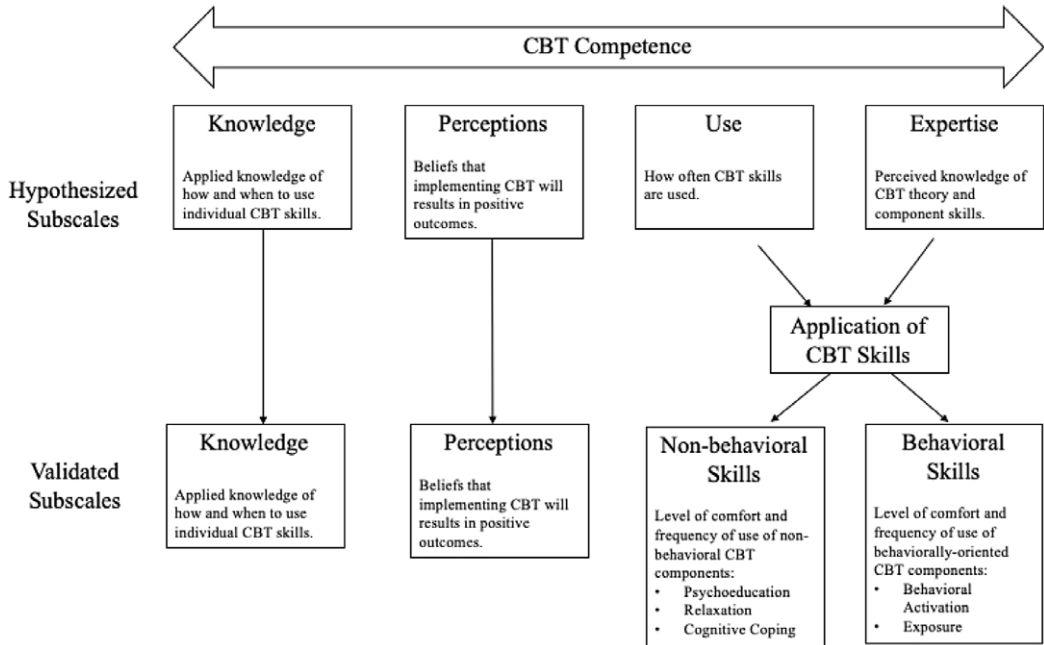 CBT Competence
Hypothesized
Subscales
Knowledge
Applied knowledge of
how and when to use
individual CBT skills.
Perceptions
Beliefs that
implementing CBT will
results in positive
outcomes.
Use
How often CBT skills
are used.
Expertise
Perceived knowledge of
CBT theory and
component skills.
Application of
CBT Skills
Validated
Subscales
Knowledge
Applied knowledge of
how and when to use
individual CBT skills.
Perceptions
Beliefs that
implementing CBT will
results in positive
outcomes.
Non-behavioral
Skills
Level of comfort and
frequency of use of non-
behavioral CBT
components:
• Psychoeducation
• Relaxation
• Cognitive Coping
Behavioral
Skills
Level of comfort and
frequency of use of
behaviorally-oriented
CBT components:
• Behavioral
Activation
• Exposure